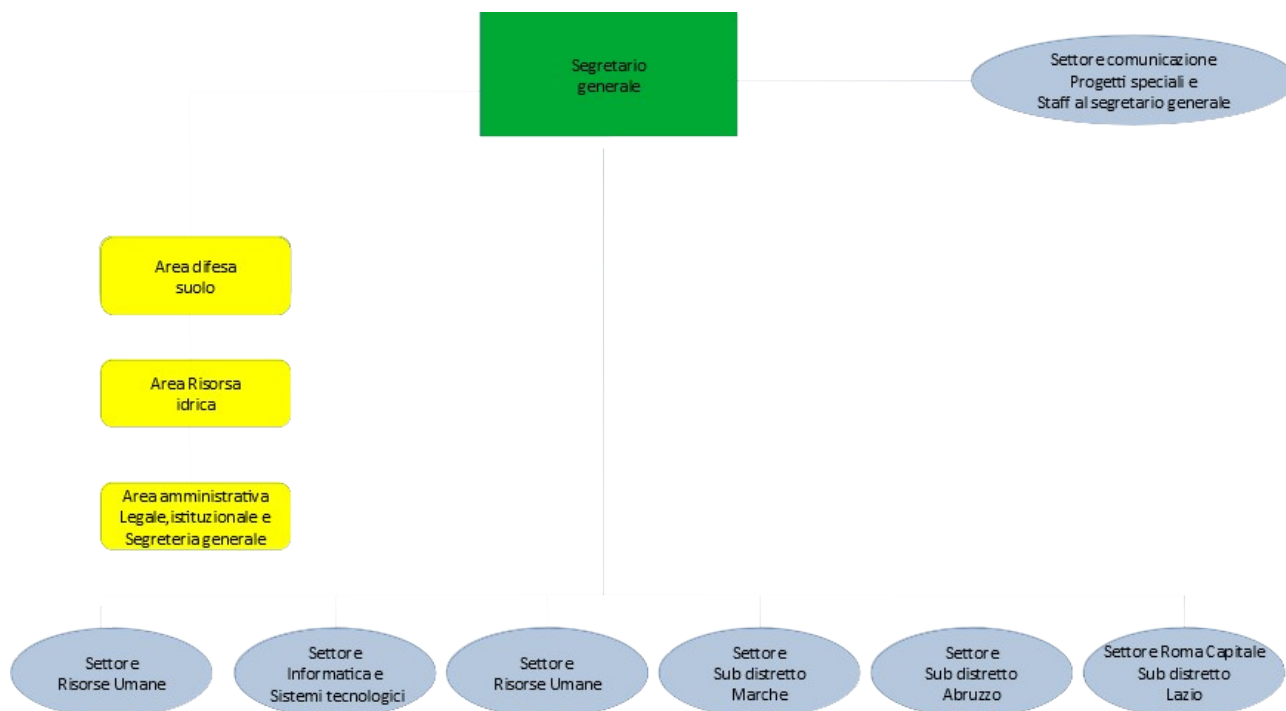 Segretario
generale
Settore comunicazione
Progetti speciali e
Staff al segretario generale
Area difesa
suolo
Area Risorsa
idrica
Area amministrativa
Legale,istituzionale e
Segreteria generale
Settore
Risorse Umane
Settore
Informatica e
Sistemi tecnologici
Settore
Risorse Umane
Settore
Sub distretto
Marche
Settore
Sub distretto
Abruzzo
Settore Roma Capitale
Sub distretto
Lazio